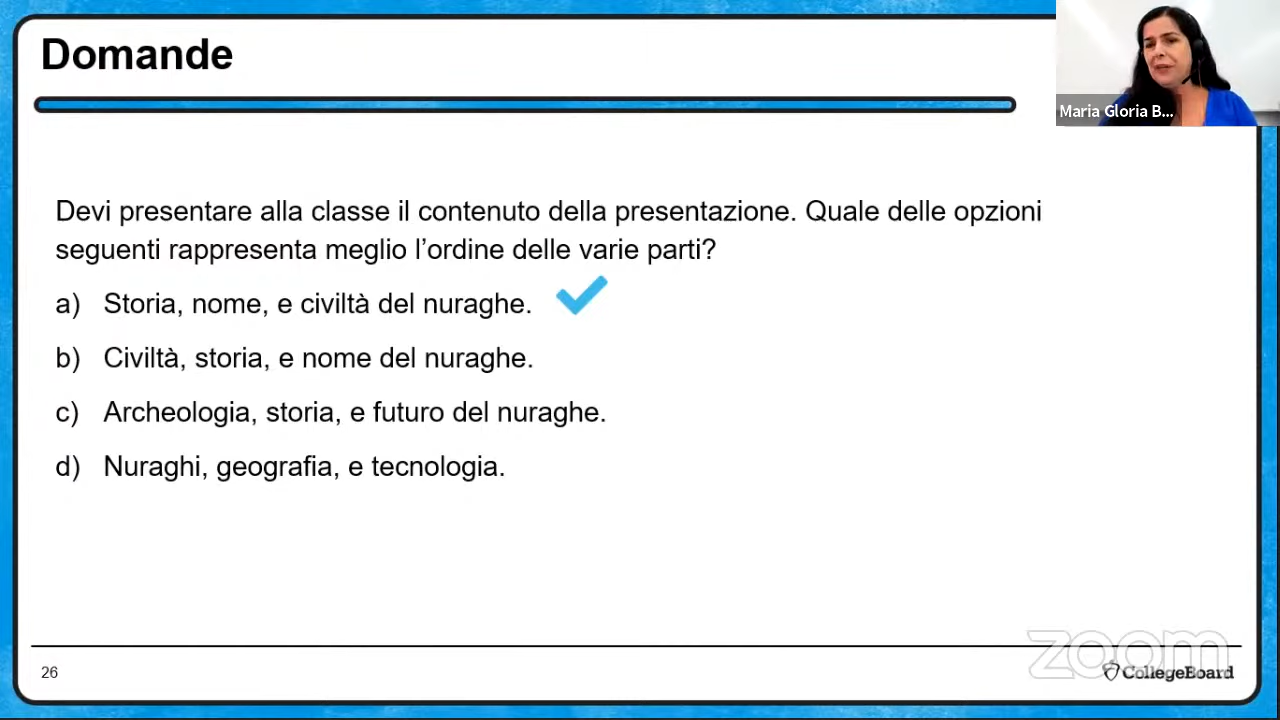 Domande
Maria Gloria B...
Devi presentare alla classe il contenuto della presentazione. Quale delle opzioni
seguenti rappresenta meglio l’ordine delle varie parti?
a) Storia, nome, e civiltà del nuraghe.
b) Civiltà, storia, e nome del nuraghe.
c) Archeologia, storia, e futuro del nuraghe.
d) Nuraghi, geografia, e tecnologia.
zoom
26
CollegeBoard